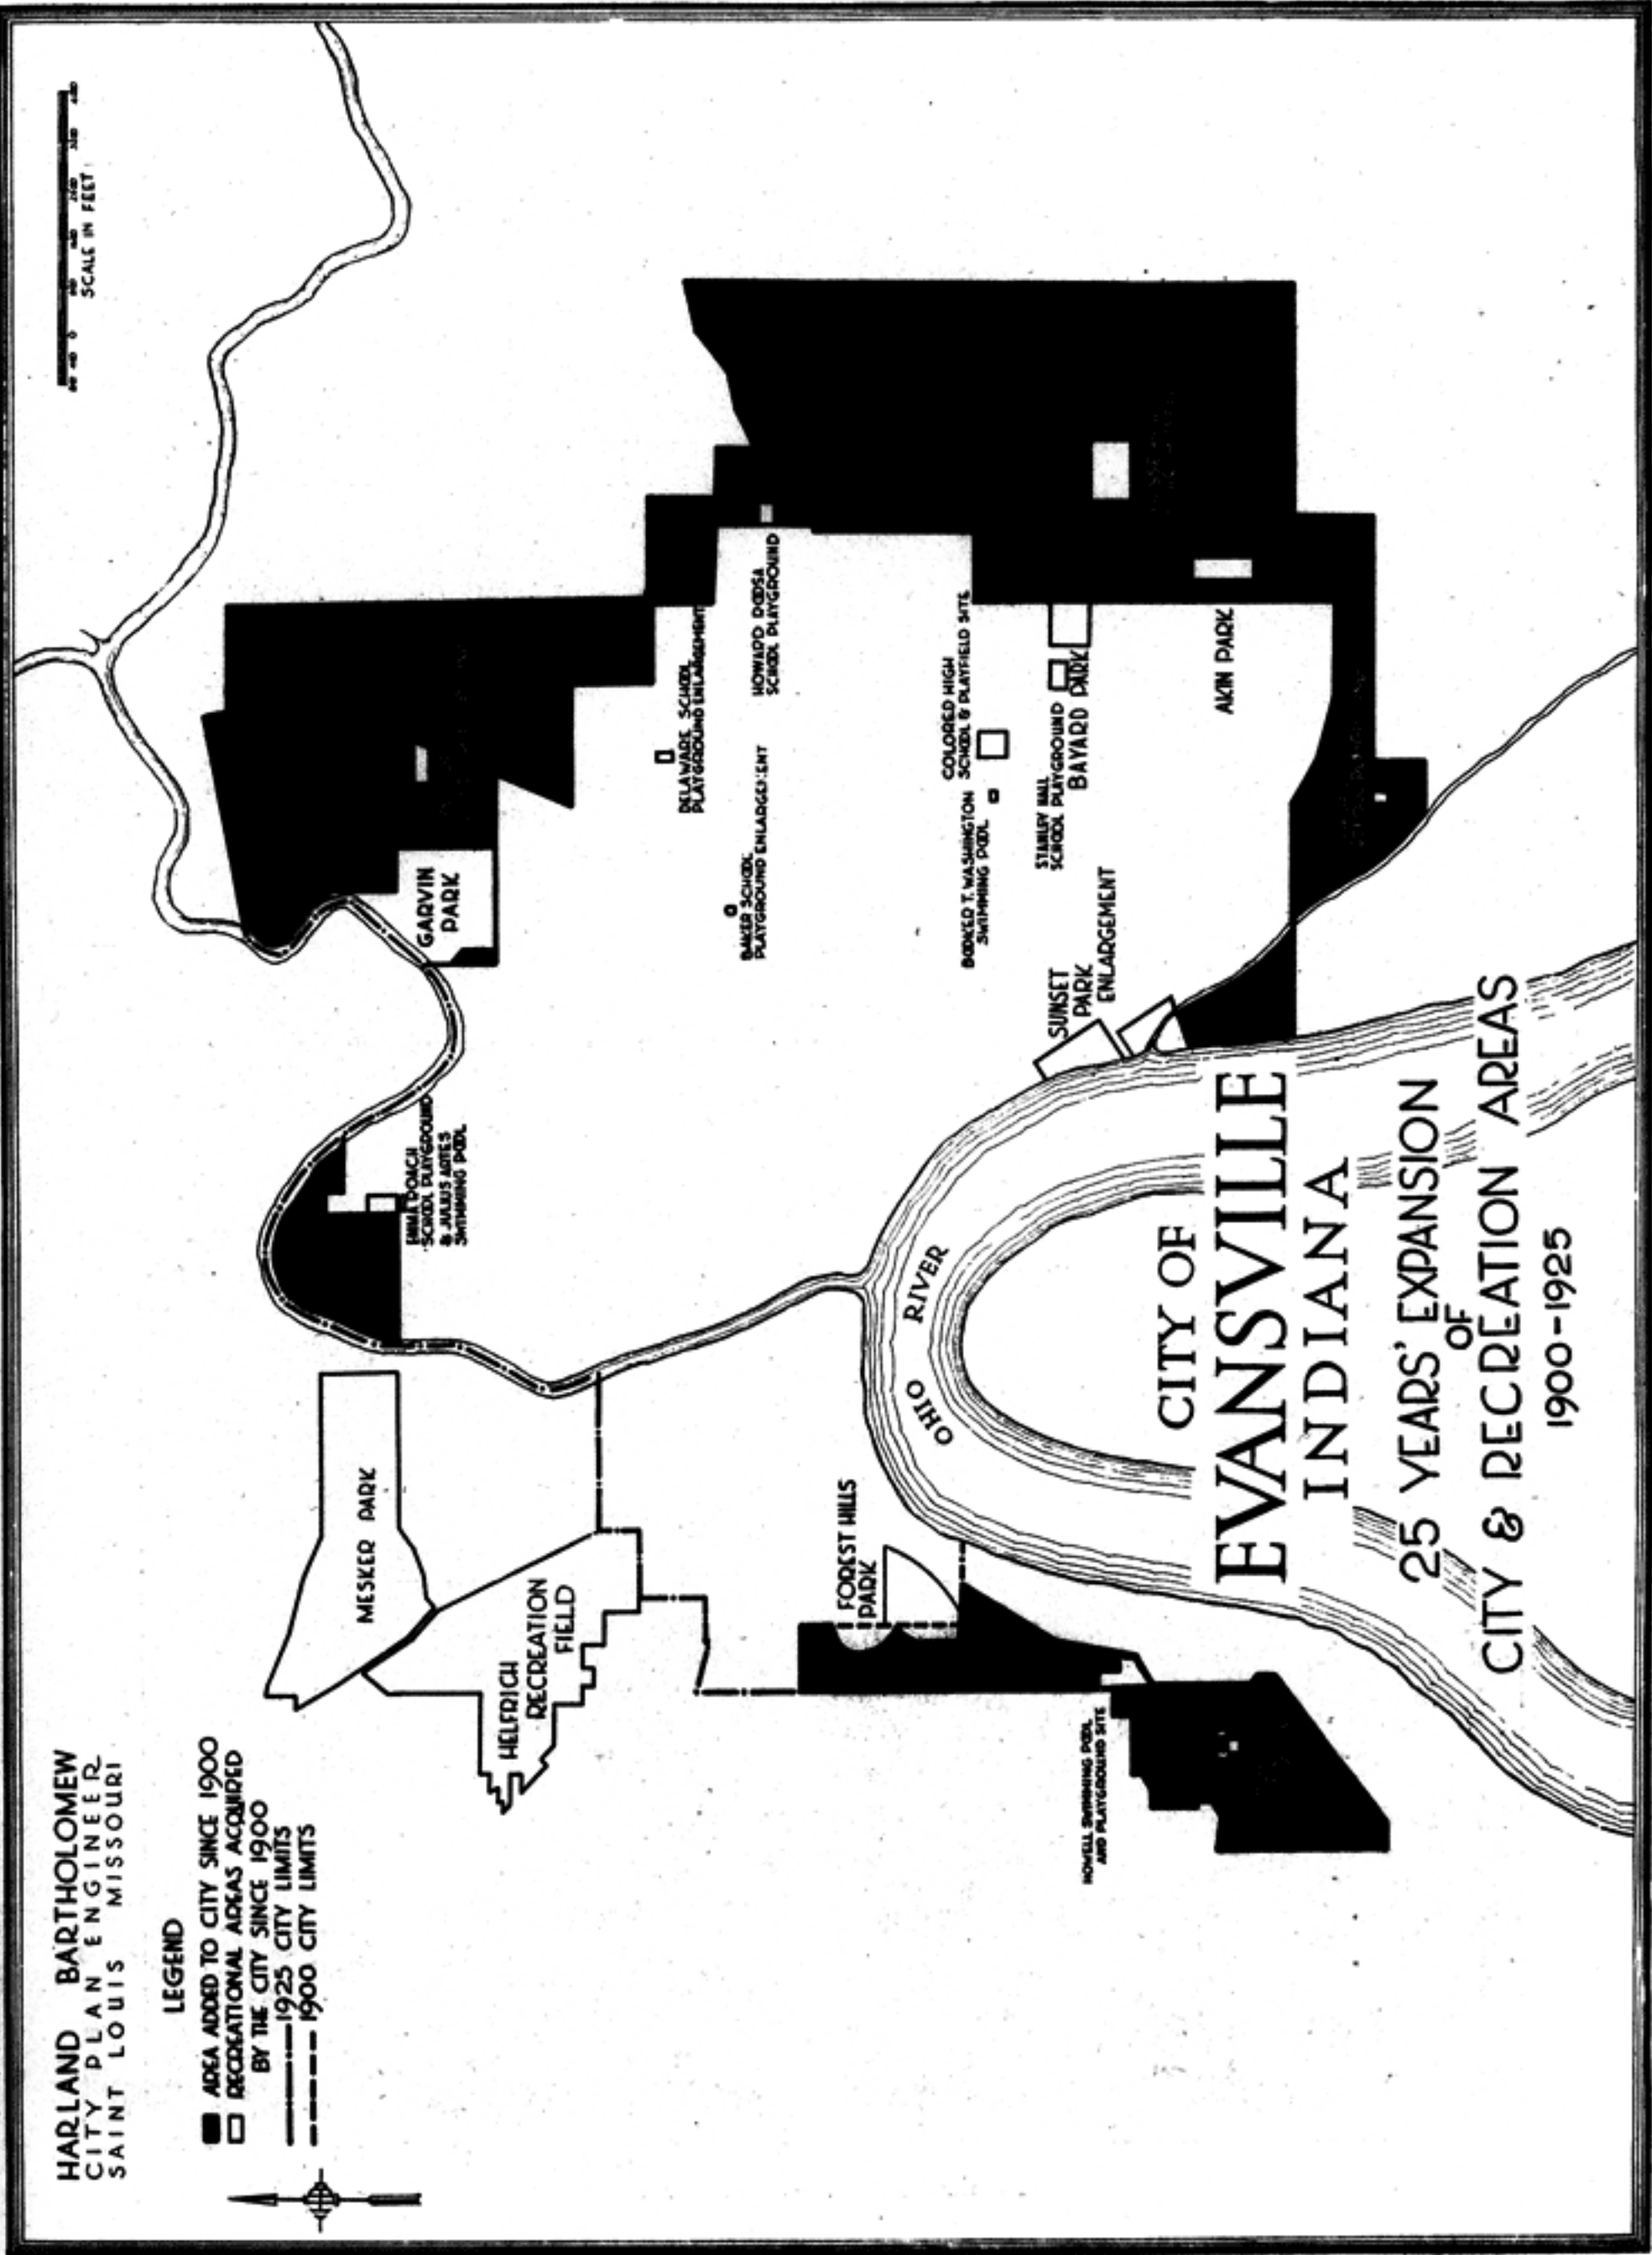 HARLAND BARTHOLOMEW
CITY PLAN ENGINEER
SAINT LOUIS MISSOURI
LEGEND
AREA ADDED TO CITY SINCE 1900
RECREATIONAL AREAS ACQUIRED
BY THE CITY SINCE 1900
1925 CITY LIMITS
1900 CITY LIMITS
SCALE IN FEET
MESKER PARK
HELFRICH
RECREATION
FIELD
EMMA ROACH
SCHOOL PLAYGROUND
& JULIUS ARTES
SWIMMING POOL
GARVIN
PARK
DELAWARE SCHOOL
PLAYGROUND ENLARGEMENT
BAKER SCHOOL
PLAYGROUND ENLARGEMENT
HOWARD ROOSA
SCHOOL PLAYGROUND
FOREST HILLS
PARK
OHIO RIVER
COLORED HIGH
SCHOOL & PLAYFIELD SITE
BOOKER T. WASHINGTON
SWIMMING POOL
STANLEY HALL
SCHOOL PLAYGROUND
BAYARD PARK
SUNSET
PARK
ENLARGEMENT
AKIN PARK
HOWELL SWIMMING POOL
AND PLAYGROUND SITE
CITY OF
EVANSVILLE
INDIANA
25 YEARS' EXPANSION
OF
CITY & RECREATION AREAS
1900-1925